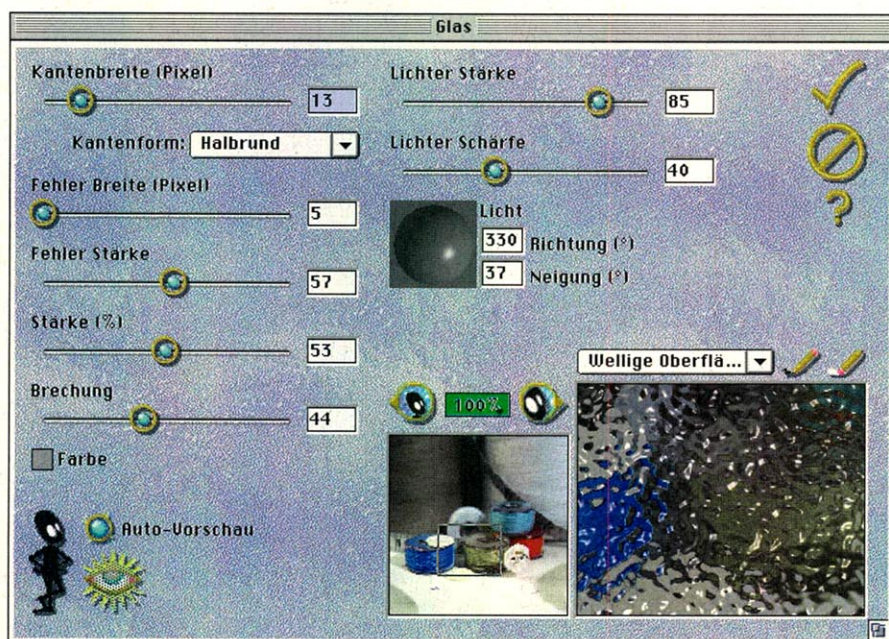 Glas
Kantenbreite (Pixel)
13
Kantenform: Halbrund
Fehler Breite (Pixel)
5
Fehler Stärke
57
Stärke (%)
53
Brechung
44
Farbe
Auto-Vorschau
Lichter Stärke
85
Lichter Schärfe
40
Licht
330 Richtung (°)
37 Neigung (°)
?
Wellige Oberflä...
100%